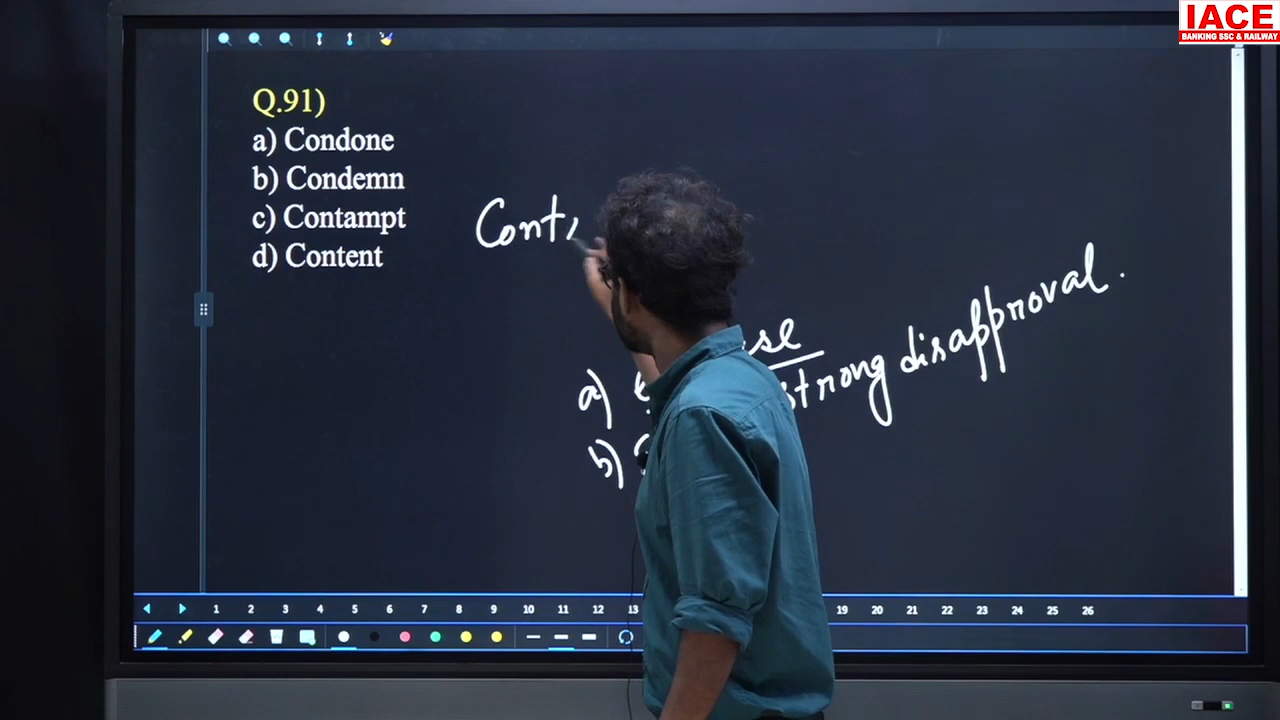 IACE
BANKING SSC & RAILWAY
Q.91)
a) Condone
b) Condemn
c) Contampt
d) Content
Cont
a)
strong disapproval.
b)
1 2 3 4 5 6 7 8 9 10 11 12 13 19 20 21 22 23 24 25 26